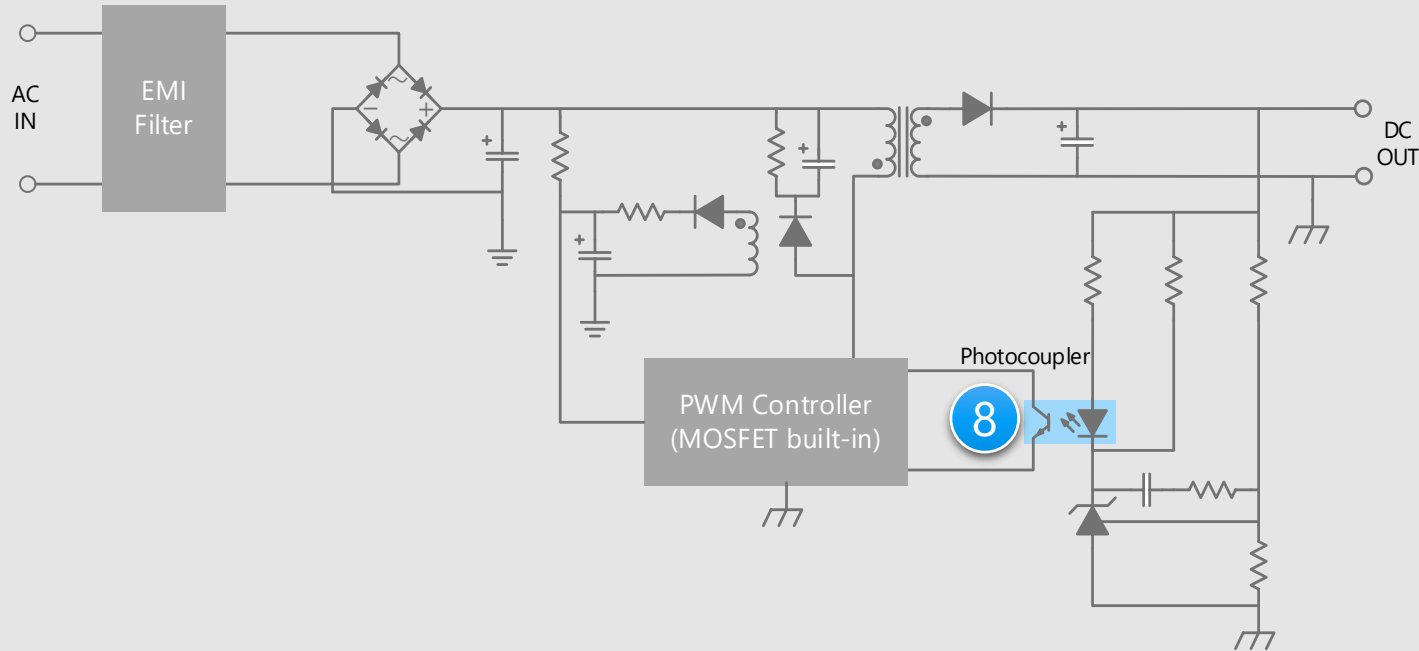 AC
IN
EMI
Filter
DC
OUT
Photocoupler
PWM Controller
(MOSFET built-in)
8